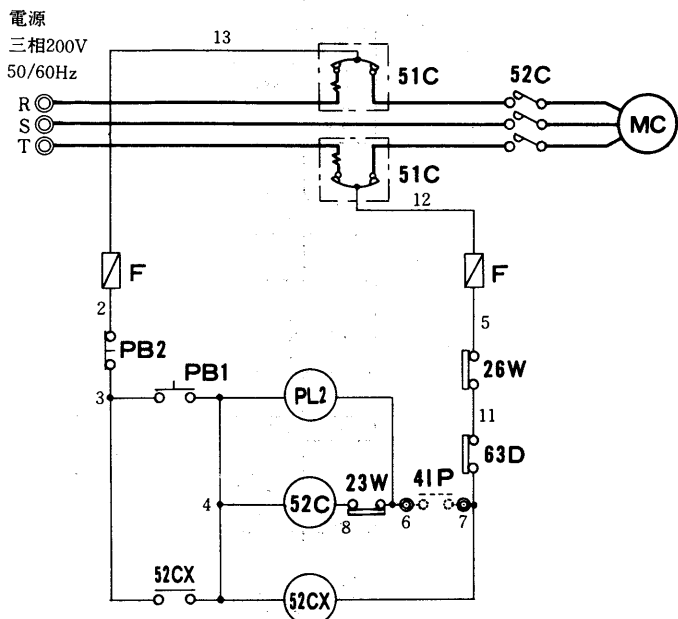 電源
三相200V
50/60Hz
13
51C
52C
R
S
T
MC
51C
12
F
F
2
5
PB2
26W
PB1
3
PL2
11
63D
23W
41P
4
52C
8
6
7
52CX
52CX